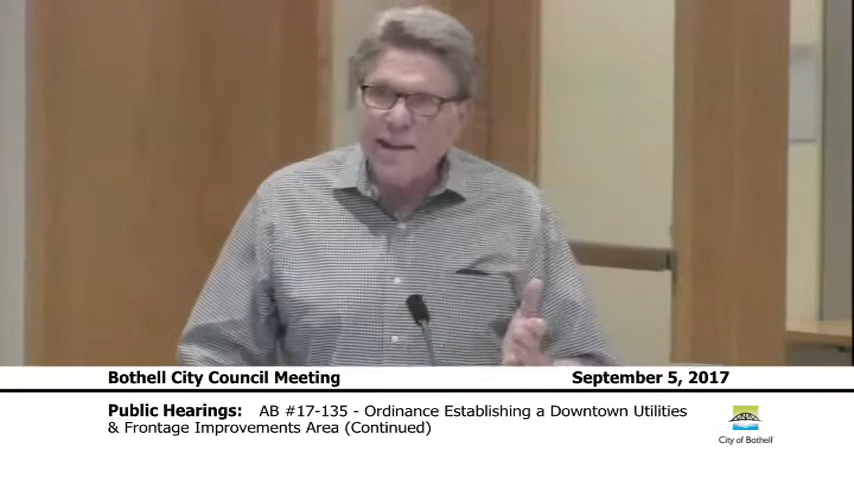 Bothell City Council Meeting September 5, 2017
Public Hearings: AB #17-135 - Ordinance Establishing a Downtown Utilities
& Frontage Improvements Area (Continued)
City of Bothell